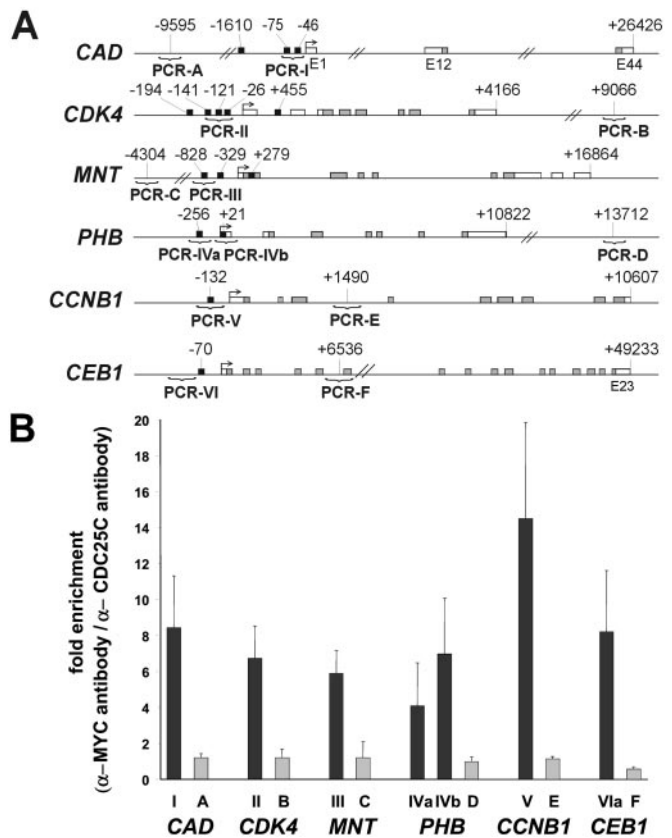 A
-9595 -1610 -75 -46 +26426
CAD
PCR-A PCR-I E1 E12 E44
-194 -141 -121 -26 +455 +4166 +9066
CDK4
PCR-II PCR-B
-4304 -828 -329 +279 +16864
MNT
PCR-C PCR-III
-256 +21 +10822 +13712
PHB
PCR-IVa PCR-IVb PCR-D
-132 +1490 +10607
CCNB1
PCR-V PCR-E
-70 +6536 +49233
CEB1
PCR-VI PCR-F E23
B
fold enrichment
(α-MYC antibody / α- CDC25C antibody)
20
18
16
14
12
10
8
6
4
2
0
I A II B III C IVa IVb D V E VIa F
CAD CDK4 MNT PHB CCNB1 CEB1